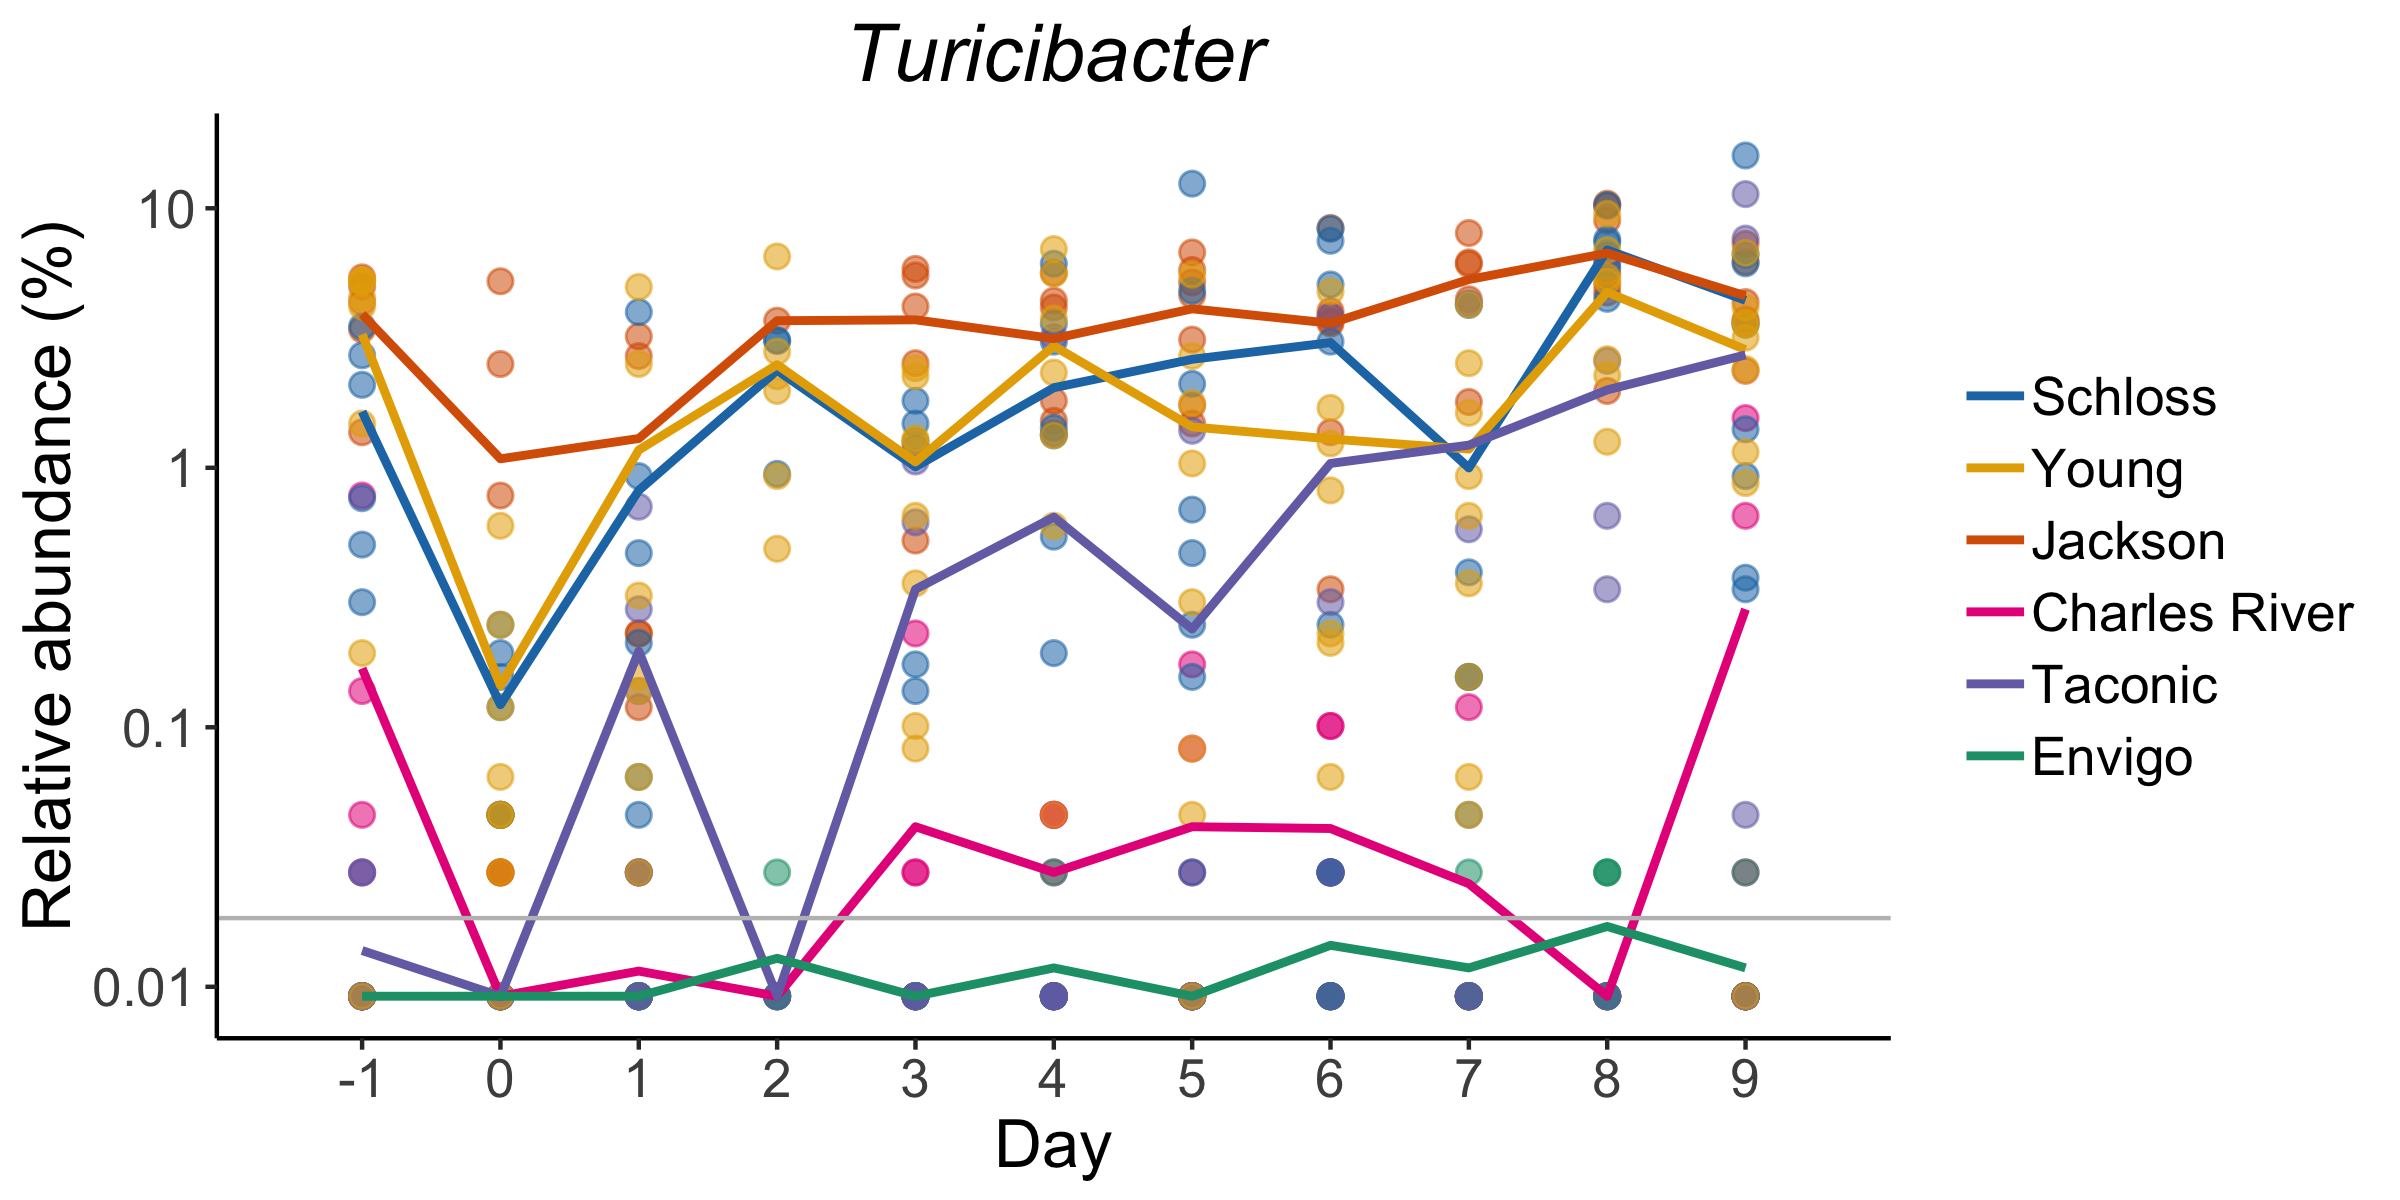 Turicibacter
Relative abundance (%)
10
1
0.1
0.01
-1 0 1 2 3 4 5 6 7 8 9
Day
Schloss
Young
Jackson
Charles River
Taconic
Envigo